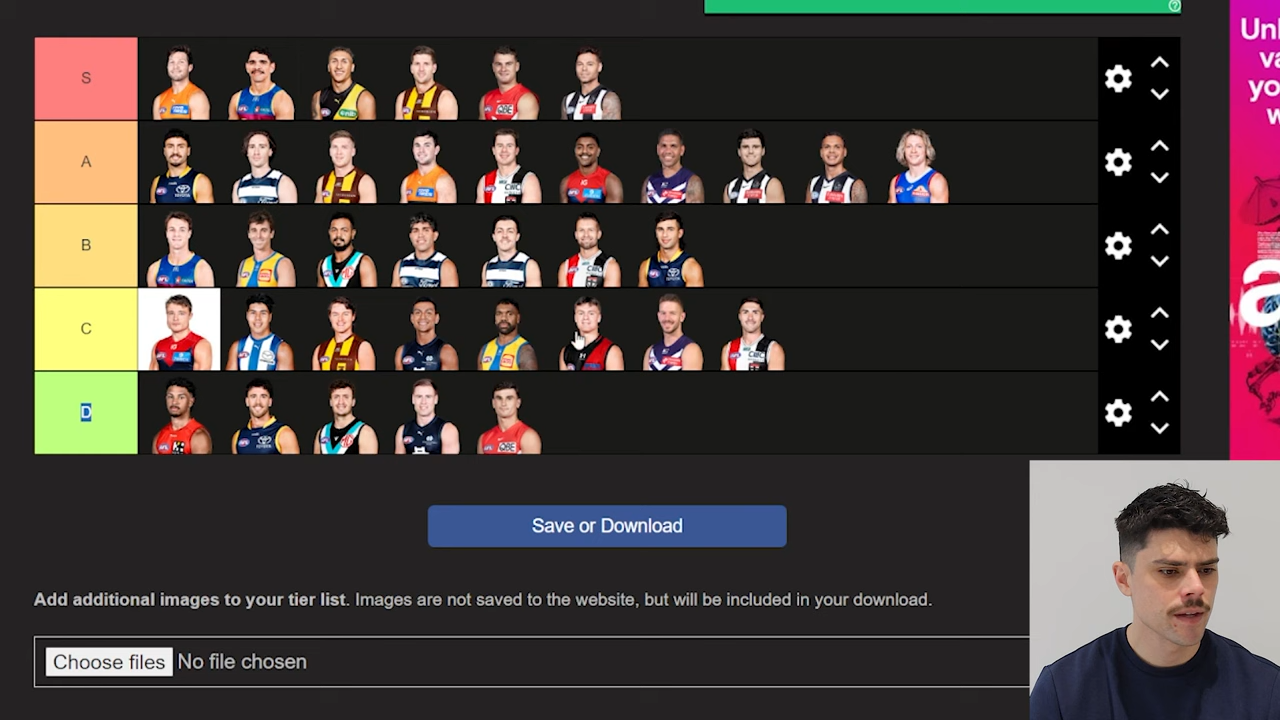 S
A
B
C
D
Save or Download
Add additional images to your tier list. Images are not saved to the website, but will be included in your download.
Choose files No file chosen